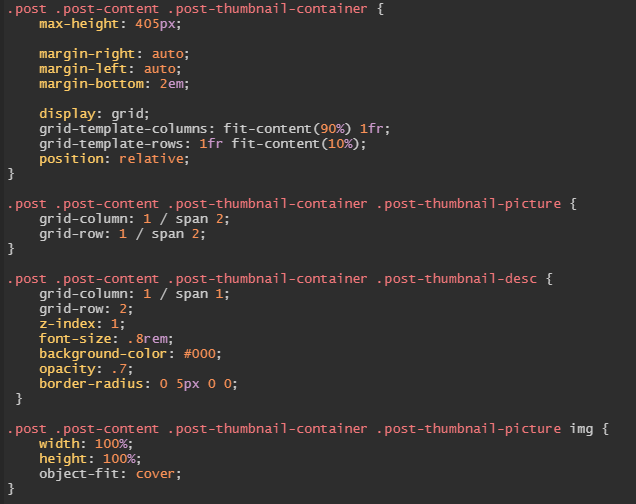 .post .post-content .post-thumbnail-container {
    max-height: 405px;

    margin-right: auto;
    margin-left: auto;
    margin-bottom: 2em;

    display: grid;
    grid-template-columns: fit-content(90%) 1fr;
    grid-template-rows: 1fr fit-content(10%);
    position: relative;
}

.post .post-content .post-thumbnail-container .post-thumbnail-picture {
    grid-column: 1 / span 2;
    grid-row: 1 / span 2;
}

.post .post-content .post-thumbnail-container .post-thumbnail-desc {
    grid-column: 1 / span 1;
    grid-row: 2;
    z-index: 1;
    font-size: .8rem;
    background-color: #000;
    opacity: .7;
    border-radius: 0 5px 0 0;
 }

.post .post-content .post-thumbnail-container .post-thumbnail-picture img {
    width: 100%;
    height: 100%;
    object-fit: cover;
}